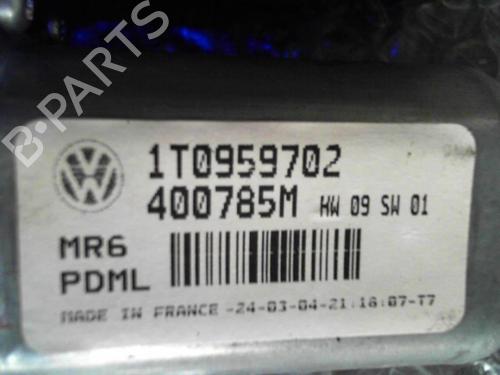 B-PARTS
1T0959702
400785M HW 09 SW 01
MR6
PDML
MADE IN FRANCE -24-03-04-21:16:07-T7